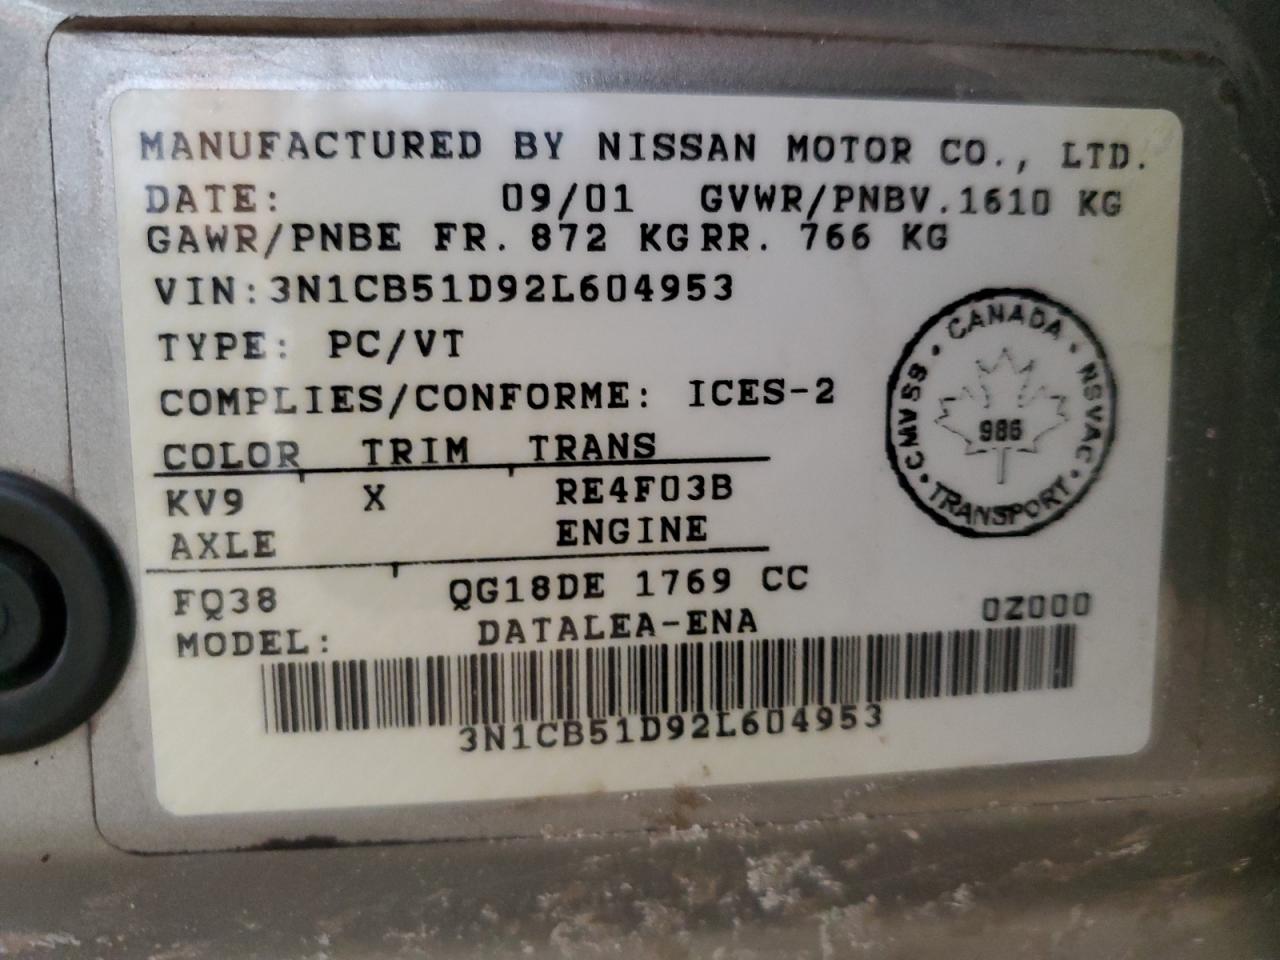 MANUFACTURED BY NISSAN MOTOR CO., LTD.
DATE: 09/01 GVWR/PNBV.1610 KG
GAWR/PNBE FR. 872 KGRR. 766 KG
VIN:3N1CB51D92L604953
TYPE: PC/VT
COMPLIES/CONFORME: ICES-2
COLOR TRIM TRANS
KV9 X RE4F03B
AXLE ENGINE
FQ38 QG18DE 1769 CC
MODEL: DATALEA-ENA 0Z000
3N1CB51D92L604953
CANADA · NSVAC · TRANSPORT · CMVSS ·
986